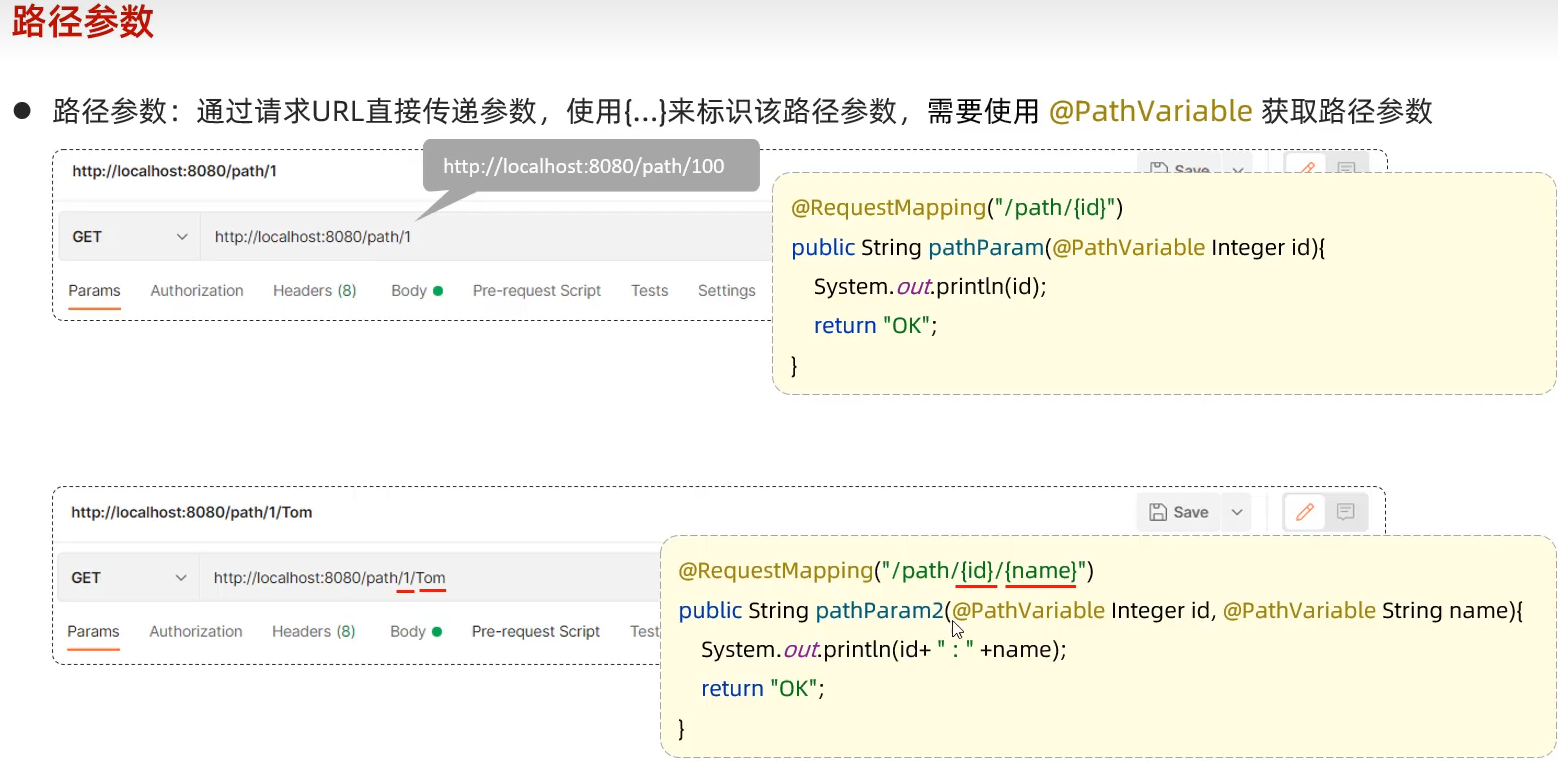 路径参数
● 路径参数：通过请求URL直接传递参数，使用{...}来标识该路径参数，需要使用 @PathVariable 获取路径参数
http://localhost:8080/path/1
http://localhost:8080/path/100
Save
GET
http://localhost:8080/path/1
Params Authorization Headers (8) Body Pre-request Script Tests Settings
@RequestMapping("/path/{id}")
public String pathParam(@PathVariable Integer id){
System.out.println(id);
return "OK";
}
http://localhost:8080/path/1/Tom
Save
GET
http://localhost:8080/path/1/Tom
Params Authorization Headers (8) Body Pre-request Script Test
@RequestMapping("/path/{id}/{name}")
public String pathParam2(@PathVariable Integer id, @PathVariable String name){
System.out.println(id+ " : " +name);
return "OK";
}